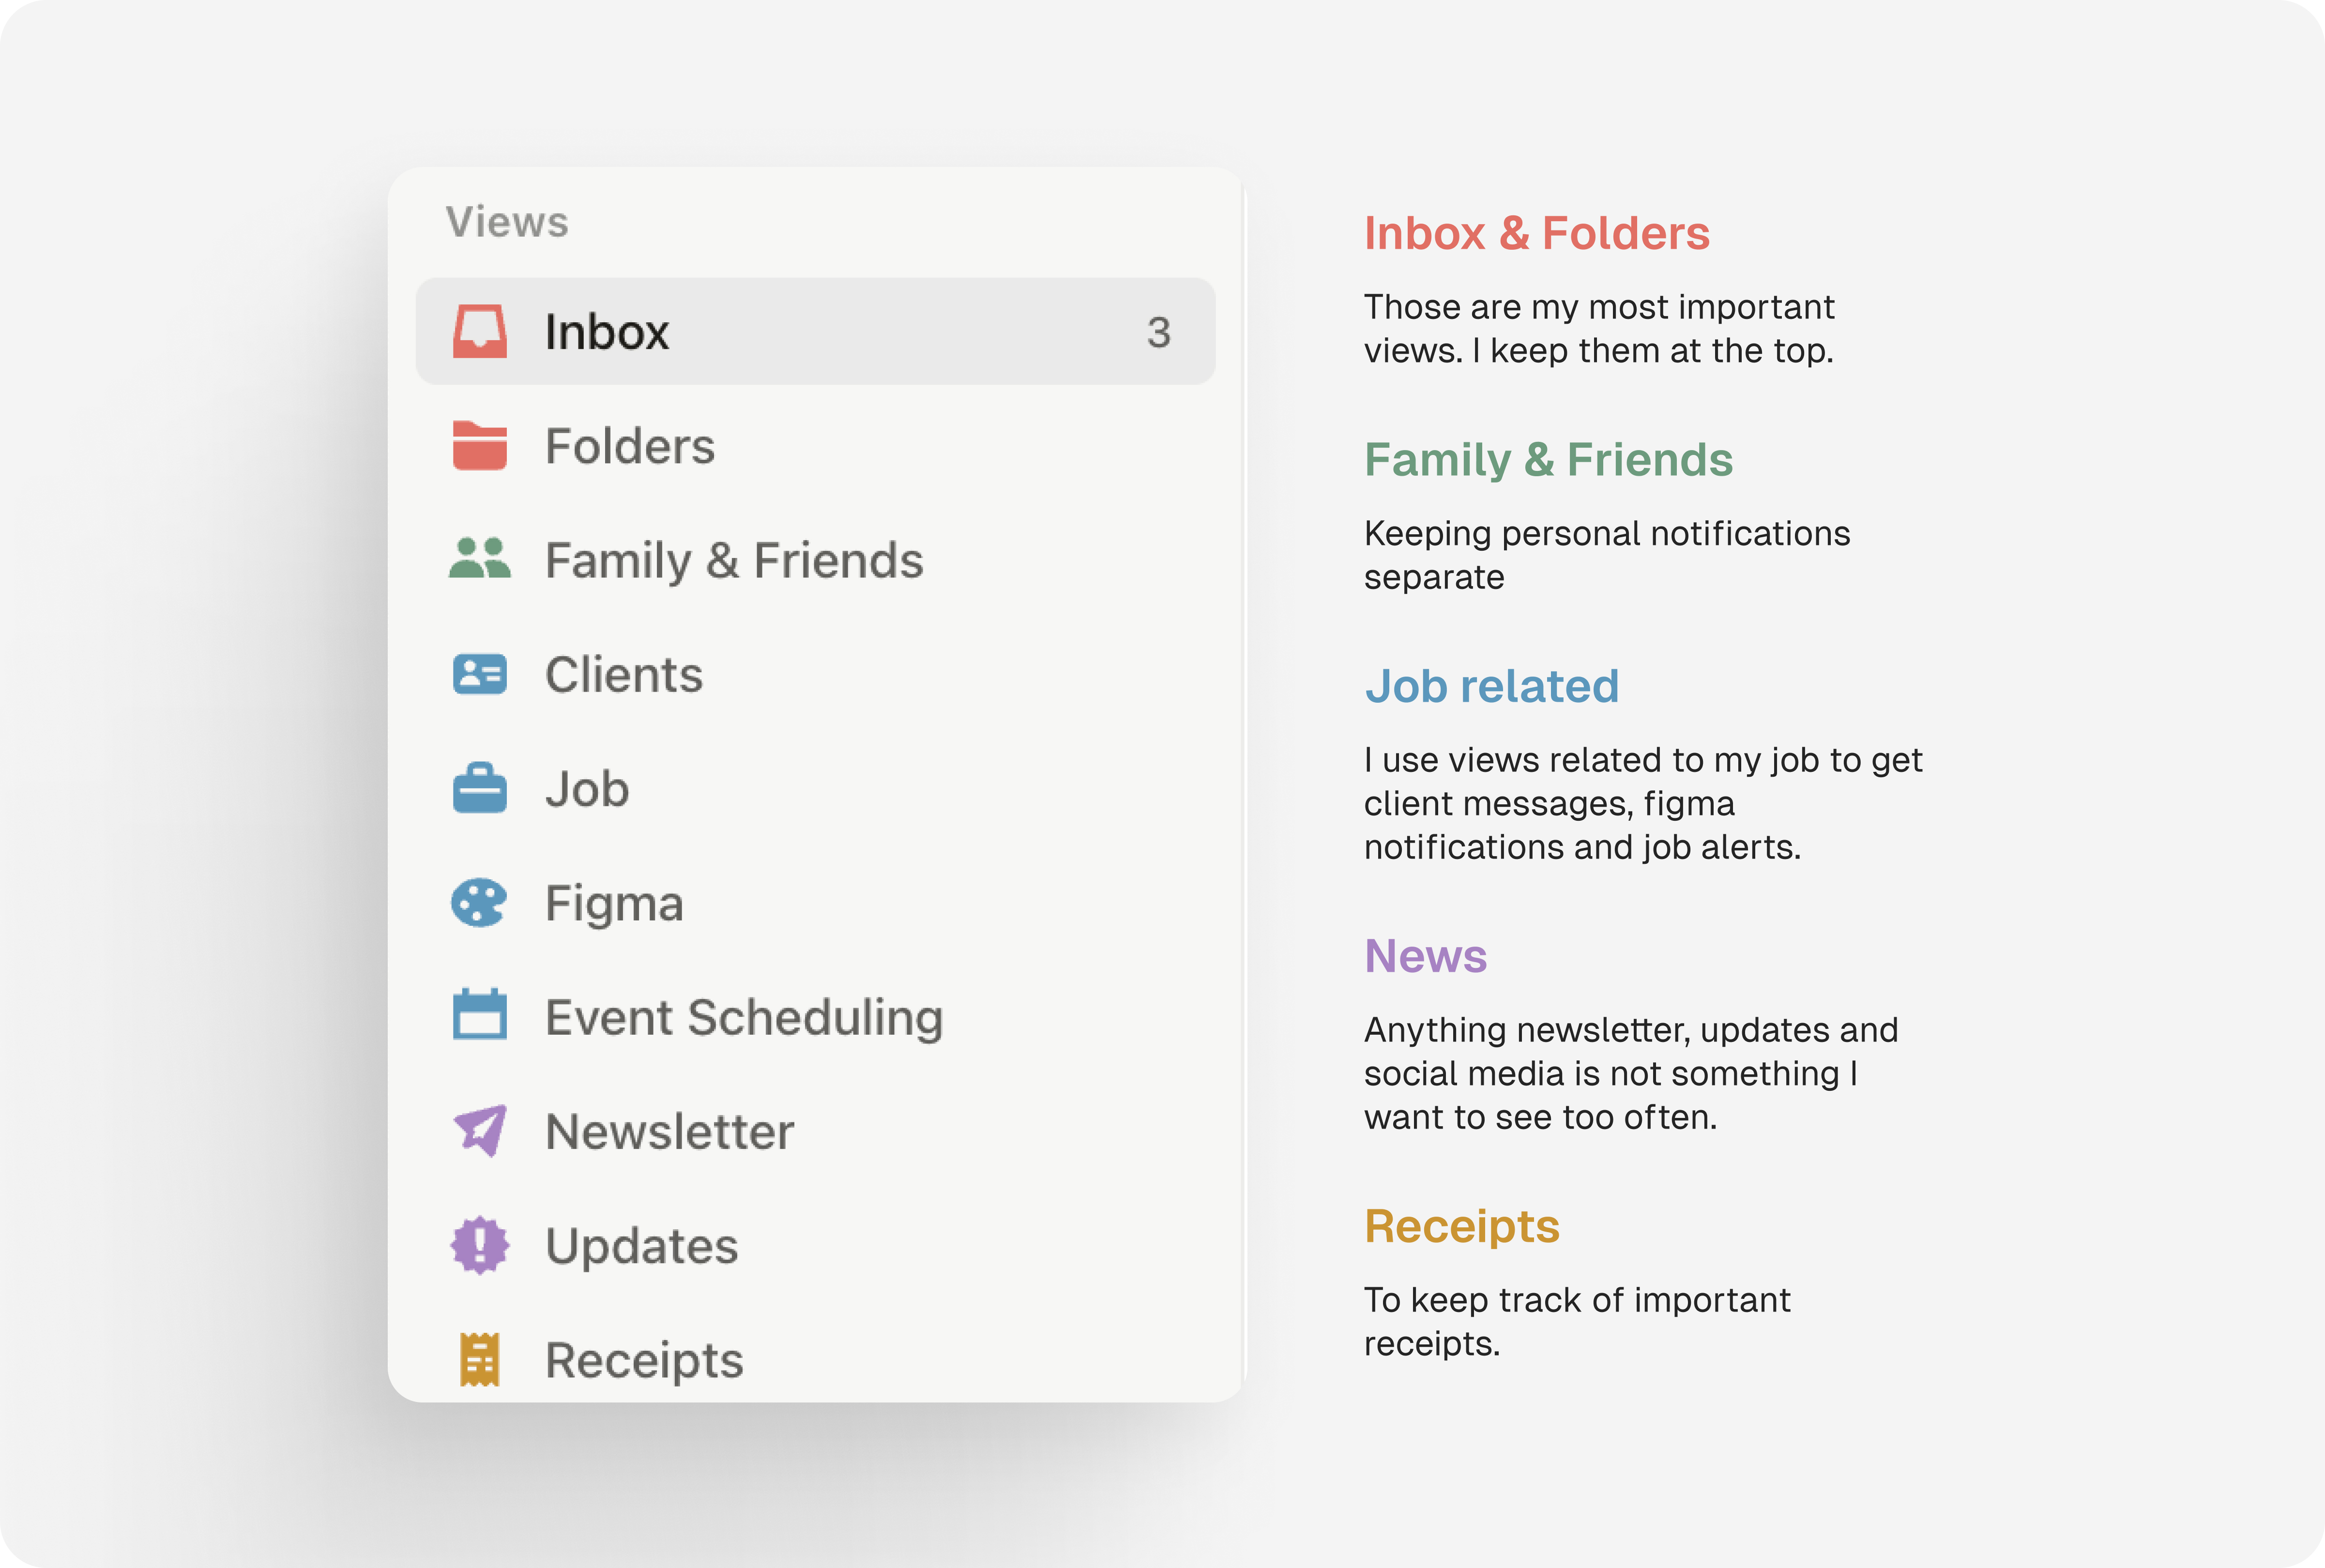 Views
Inbox 3
Folders
Family & Friends
Clients
Job
Figma
Event Scheduling
Newsletter
Updates
Receipts
Inbox & Folders
Those are my most important
views. I keep them at the top.
Family & Friends
Keeping personal notifications
separate
Job related
I use views related to my job to get
client messages, figma
notifications and job alerts.
News
Anything newsletter, updates and
social media is not something I
want to see too often.
Receipts
To keep track of important
receipts.